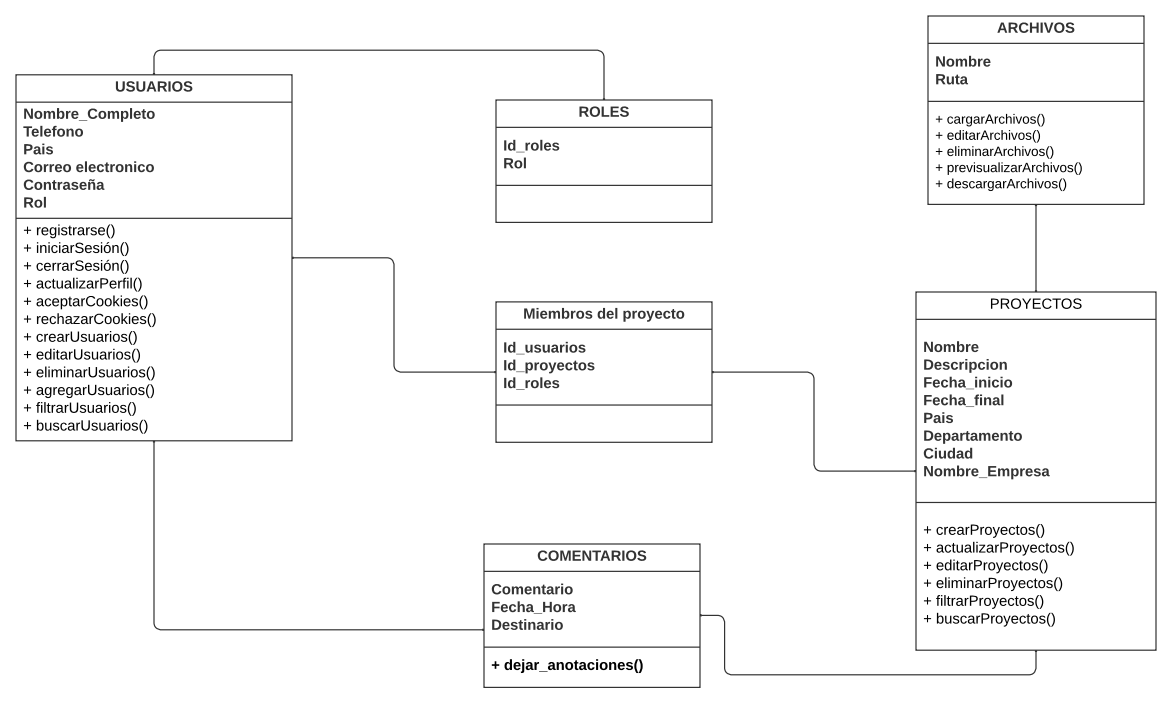 USUARIOS
Nombre_Completo
Telefono
Pais
Correo electronico
Contraseña
Rol
+ registrarse()
+ iniciarSesión()
+ cerrarSesión()
+ actualizarPerfil()
+ aceptarCookies()
+ rechazarCookies()
+ crearUsuarios()
+ editarUsuarios()
+ eliminarUsuarios()
+ agregarUsuarios()
+ filtrarUsuarios()
+ buscarUsuarios()
ROLES
Id_roles
Rol
ARCHIVOS
Nombre
Ruta
+ cargarArchivos()
+ editarArchivos()
+ eliminarArchivos()
+ previsualizarArchivos()
+ descargarArchivos()
Miembros del proyecto
Id_usuarios
Id_proyectos
Id_roles
PROYECTOS
Nombre
Descripcion
Fecha_inicio
Fecha_final
Pais
Departamento
Ciudad
Nombre_Empresa
+ crearProyectos()
+ actualizarProyectos()
+ editarProyectos()
+ eliminarProyectos()
+ filtrarProyectos()
+ buscarProyectos()
COMENTARIOS
Comentario
Fecha_Hora
Destinario
+ dejar_anotaciones()